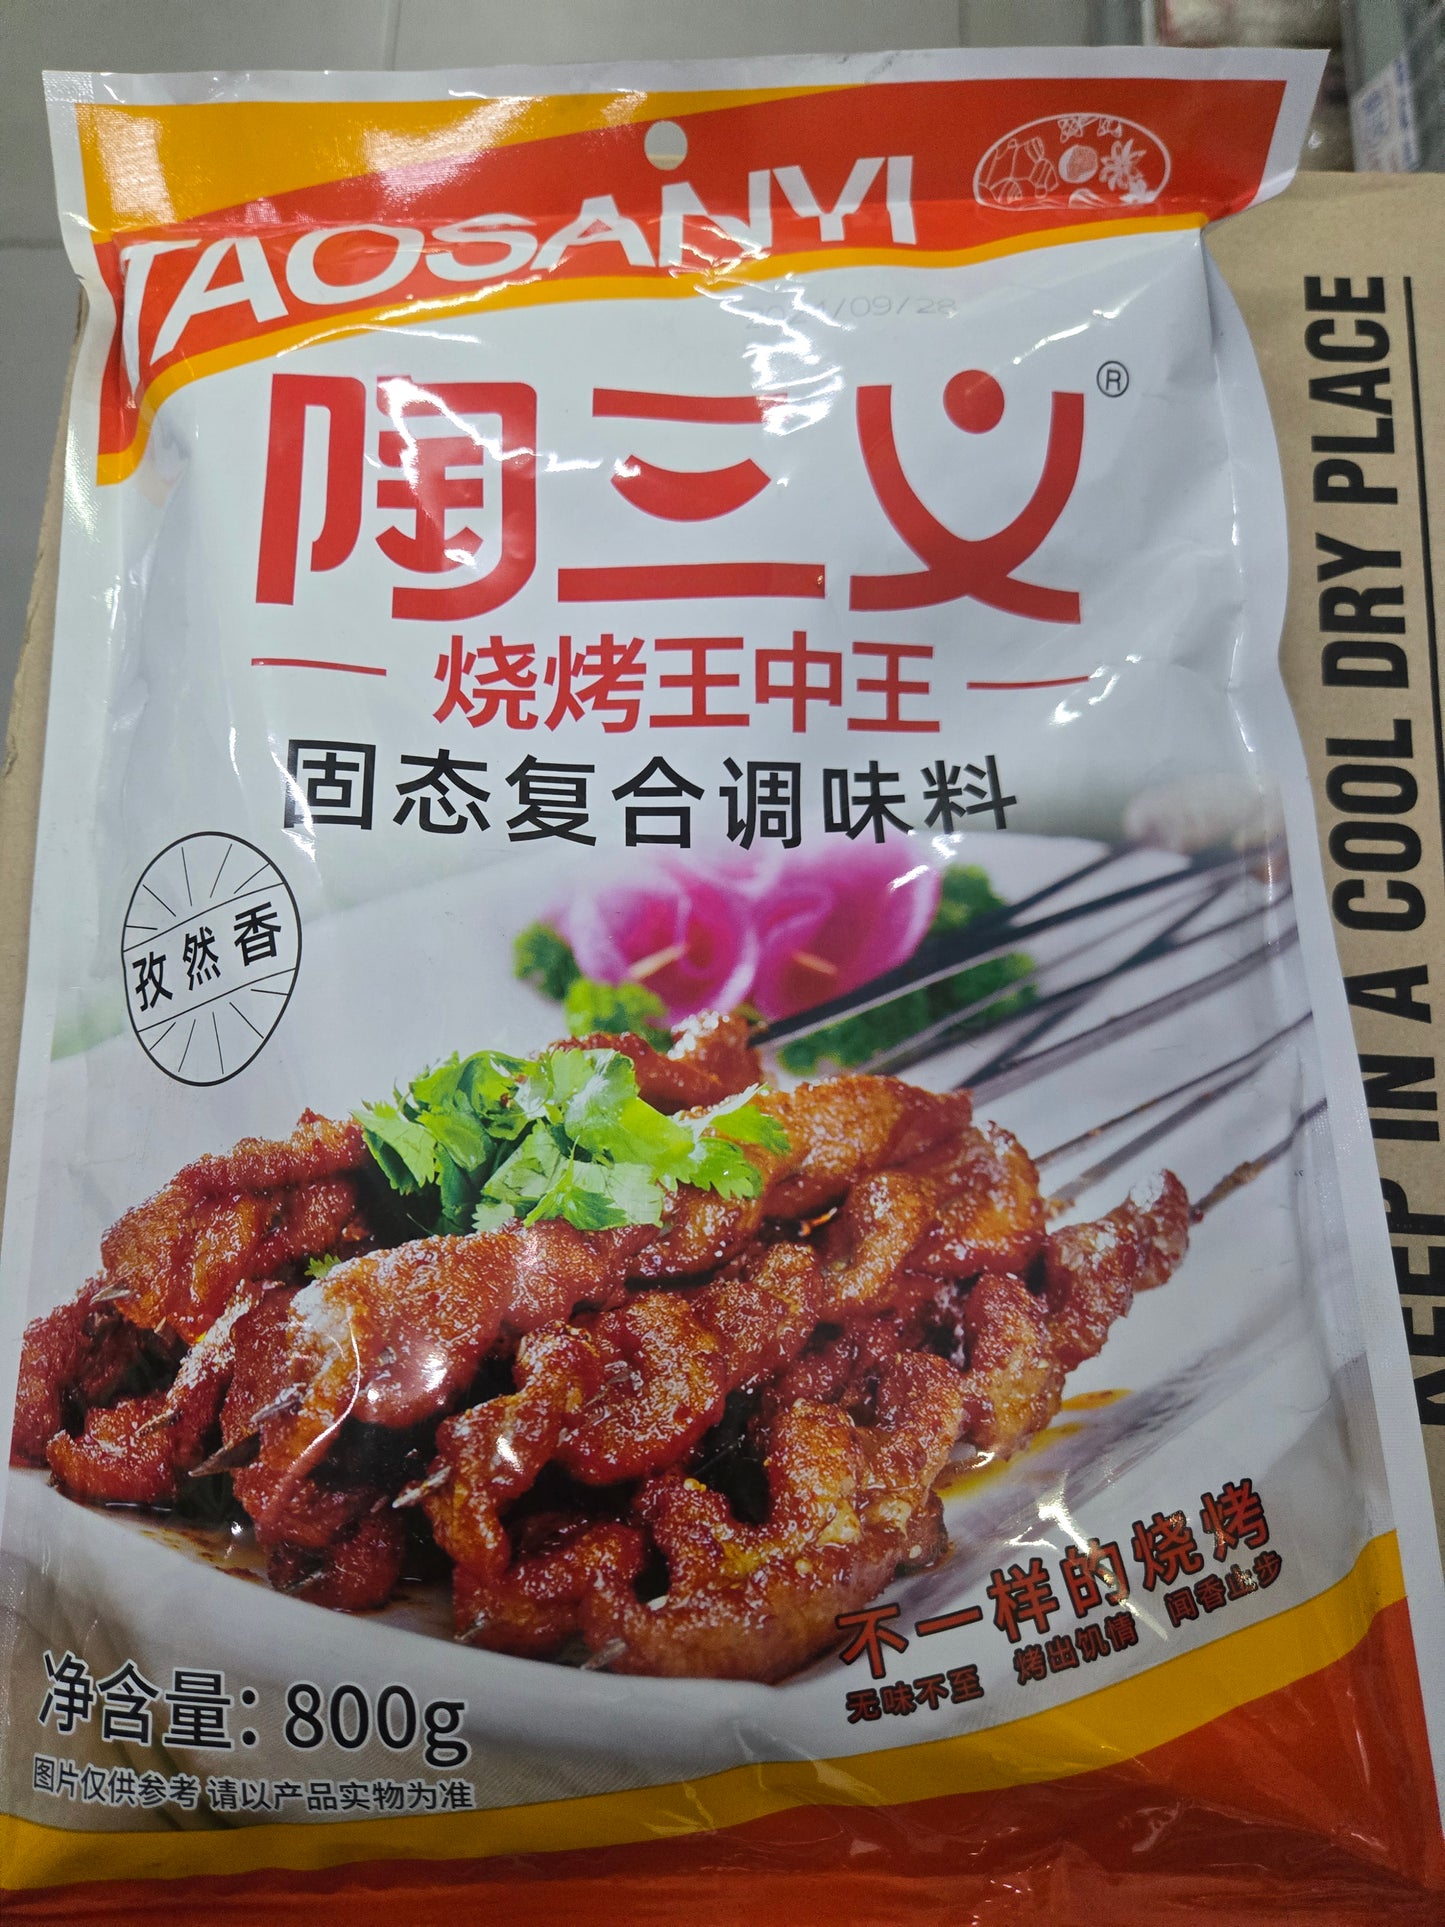 TAOSANYI
2024/09/28
陶三义®
烧烤王中王
固态复合调味料
孜然香
不一样的烧烤
无味不至 烤出饥情 闻香止步
净含量：800g
图片仅供参考 请以产品实物为准
KEEP IN A COOL DRY PLACE